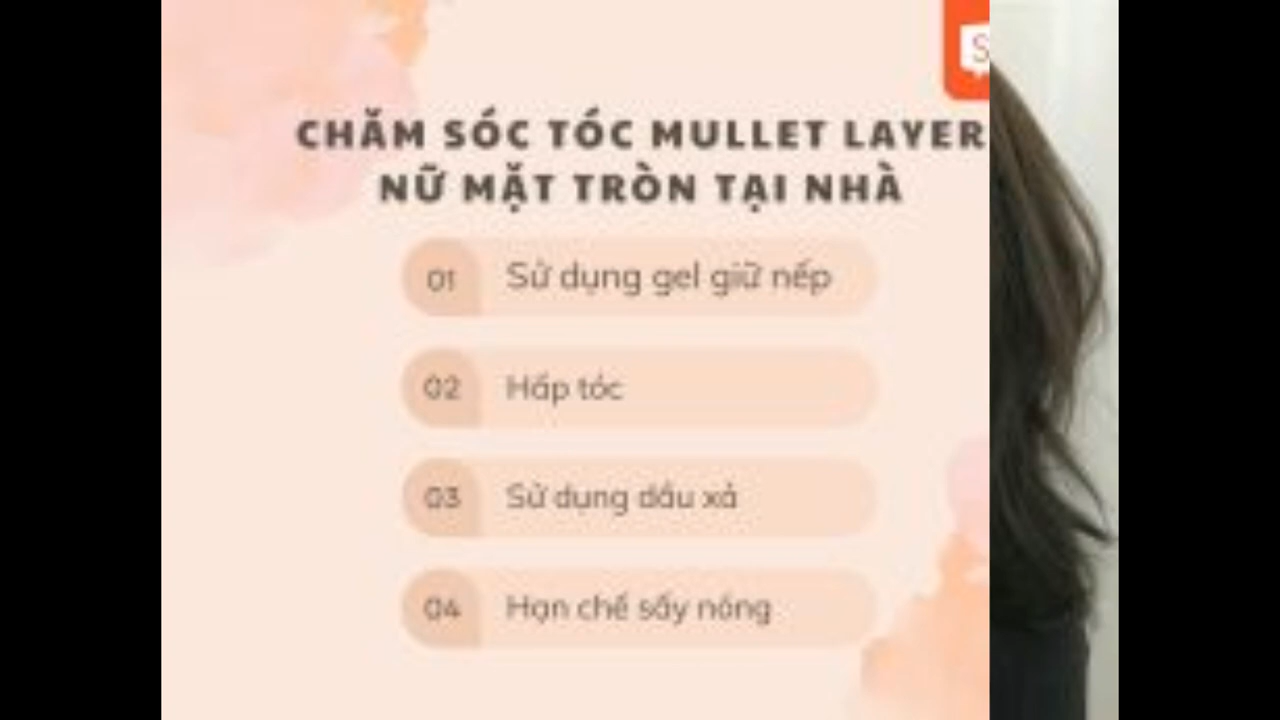 CHĂM SÓC TÓC MULLET LAYER
NỮ MẶT TRÒN TẠI NHÀ
01 Sử dụng gel giữ nếp
02 Hấp tóc
03 Sử dụng dầu xả
04 Hạn chế sấy nóng